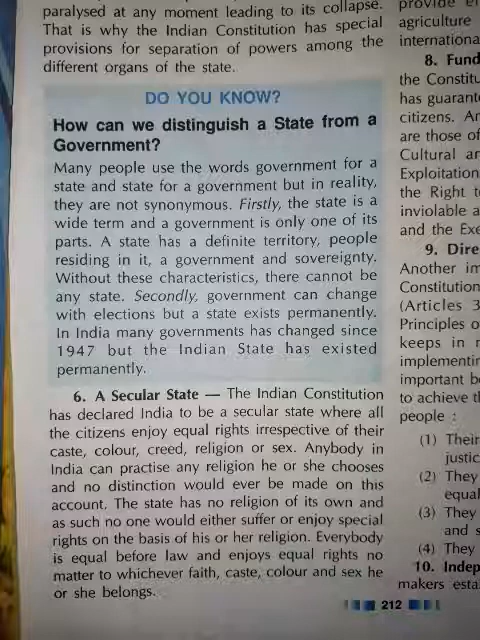 paralysed at any moment leading to its collapse.
That is why the Indian Constitution has special
provisions for separation of powers among the
different organs of the state.
DO YOU KNOW?
How can we distinguish a State from a
Government?
Many people use the words government for a
state and state for a government but in reality,
they are not synonymous. Firstly, the state is a
wide term and a government is only one of its
parts. A state has a definite territory, people
residing in it, a government and sovereignty.
Without these characteristics, there cannot be
any state. Secondly, government can change
with elections but a state exists permanently.
In India many governments has changed since
1947 but the Indian State has existed
permanently.
6. A Secular State — The Indian Constitution
has declared India to be a secular state where all
the citizens enjoy equal rights irrespective of their
caste, colour, creed, religion or sex. Anybody in
India can practise any religion he or she chooses
and no distinction would ever be made on this
account. The state has no religion of its own and
as such no one would either suffer or enjoy special
rights on the basis of his or her religion. Everybody
is equal before law and enjoys equal rights no
matter to whichever faith, caste, colour and sex he
or she belongs.
212
provide
agriculture
internationa
8. Fund
the Constitu
has guarant
citizens. Ar
are those of
Cultural ar
Exploitation
the Right t
inviolable a
and the Exe
9. Dire
Another im
Constitution
(Articles 3
Principles o
keeps in
implementin
important b
to achieve t
people :
(1) Their
justic
(2) They
equal
(3) They
and s
(4) They
10. Indep
makers esta